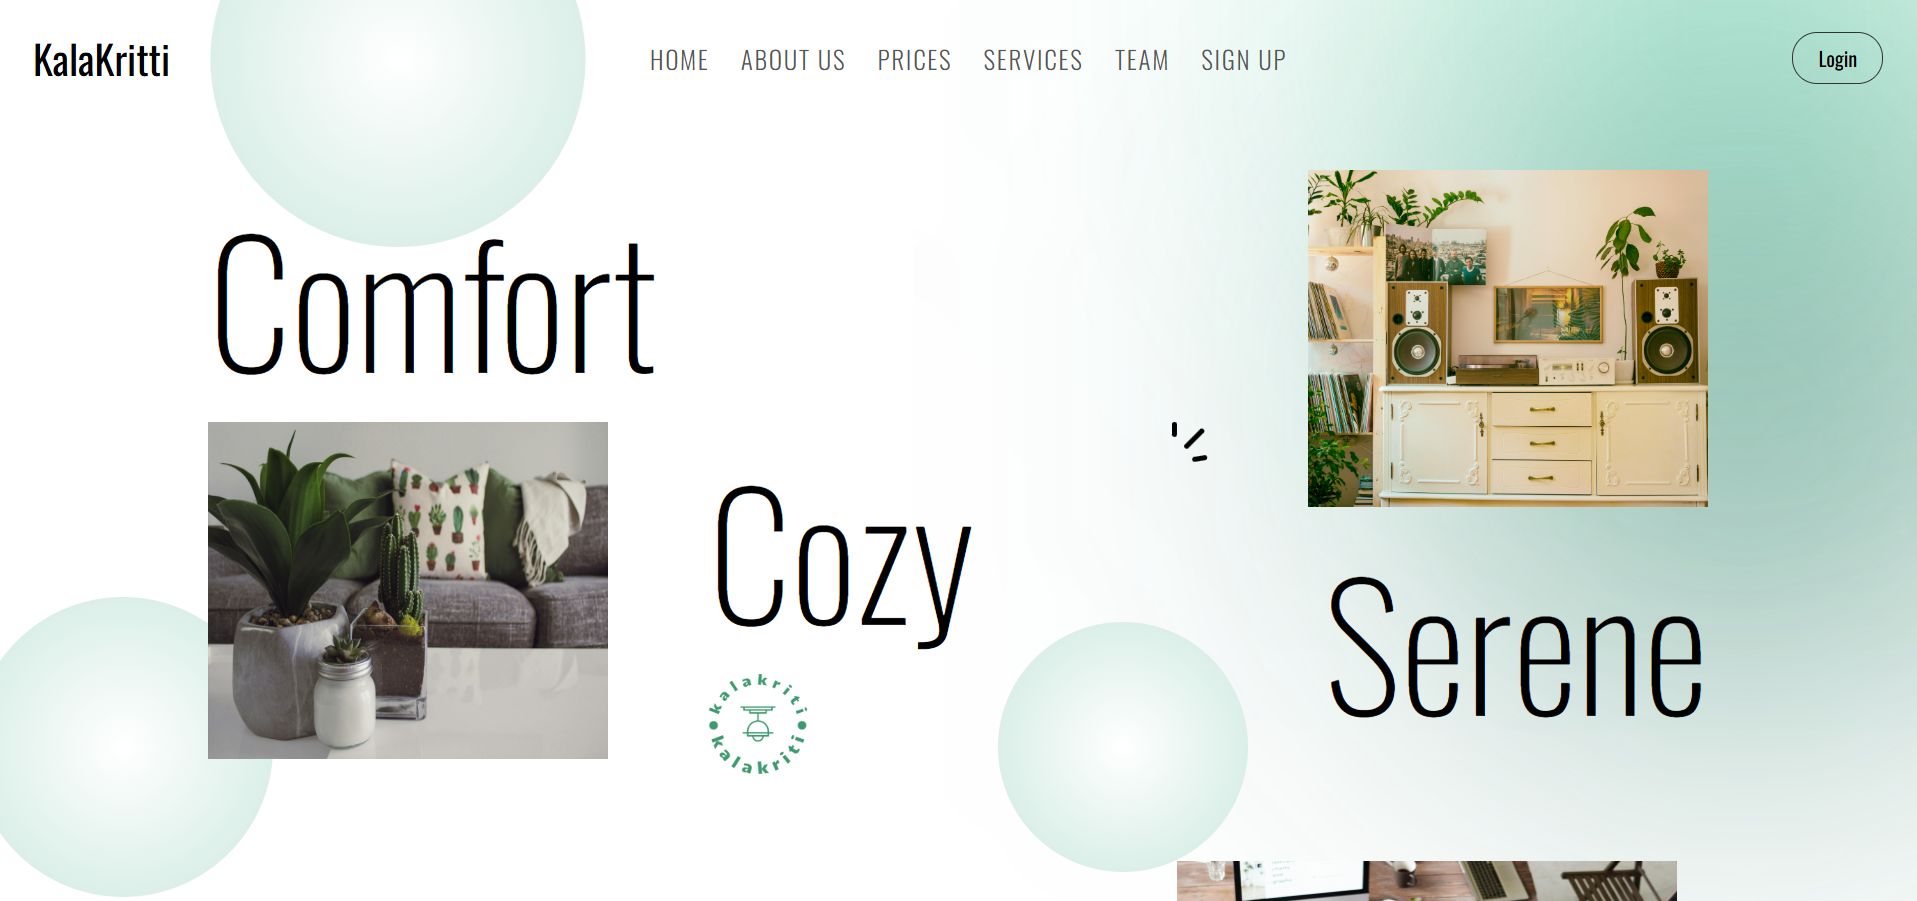 KalaKritti
HOME ABOUT US PRICES SERVICES TEAM SIGN UP
Login
Comfort
Cozy
Serene
kalakriti
kalakriti